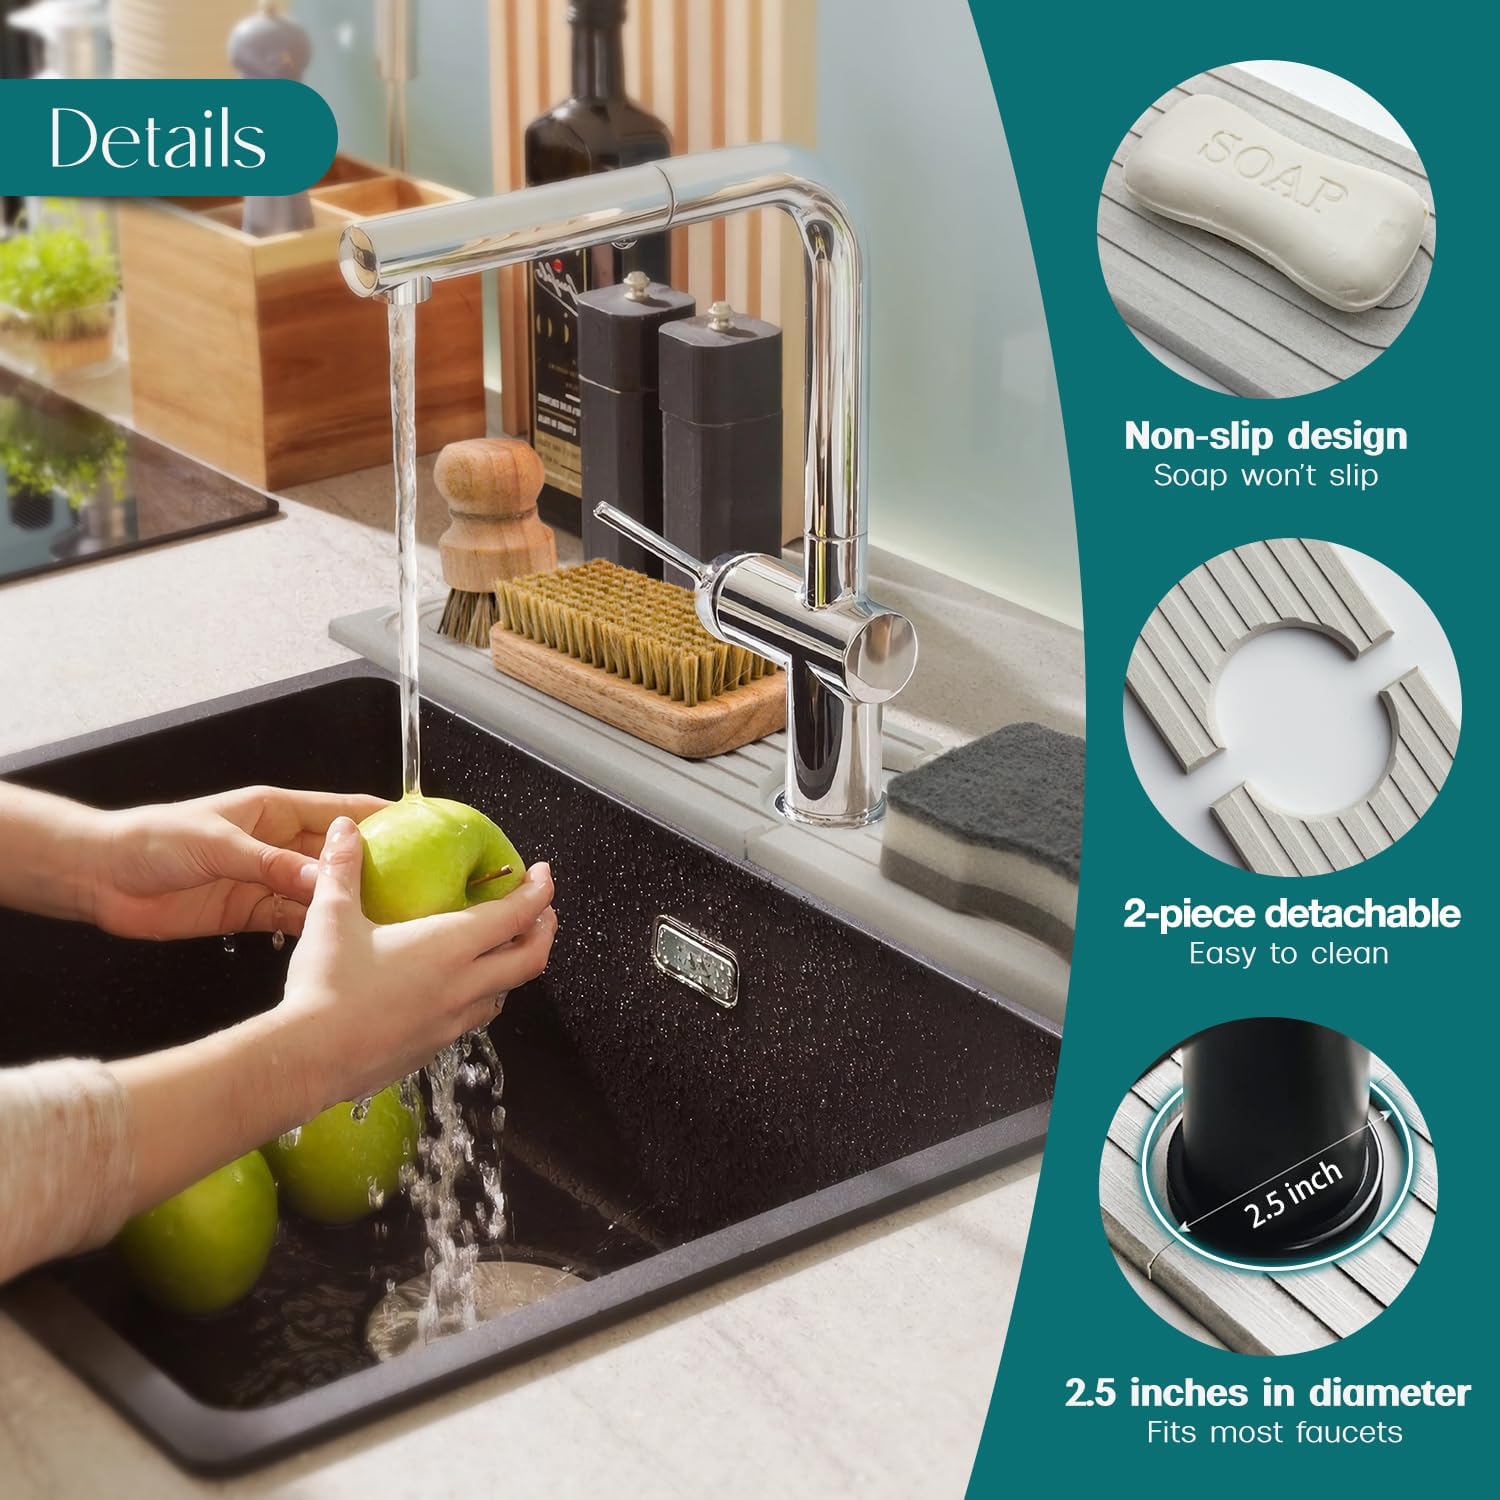 Details
SOAP
Non-slip design
Soap won't slip
2-piece detachable
Easy to clean
2.5 inch
2.5 inches in diameter
Fits most faucets